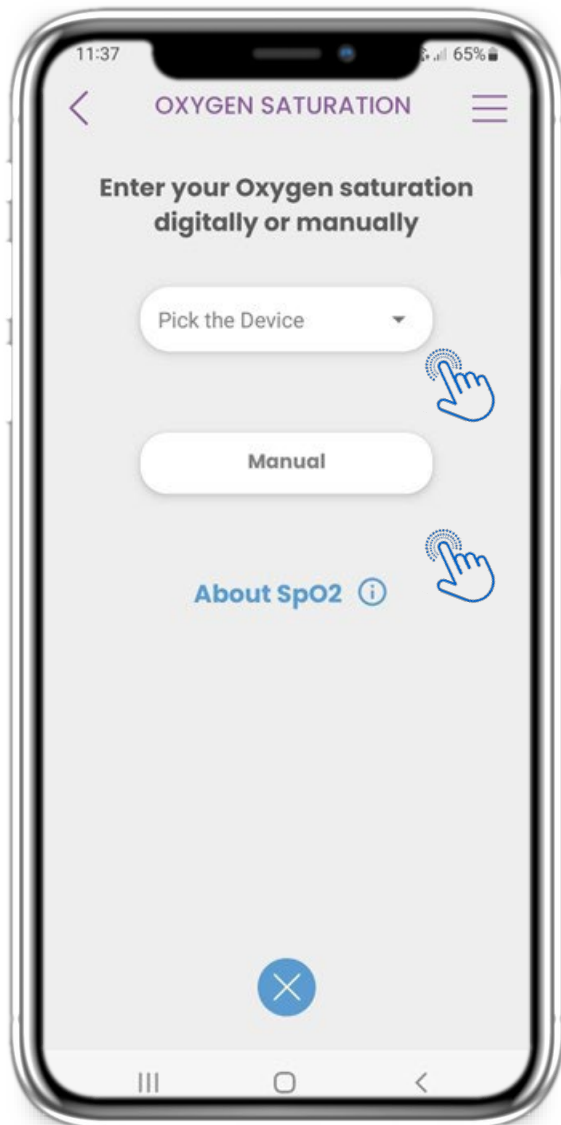 11:37
65%
OXYGEN SATURATION
Enter your Oxygen saturation
digitally or manually
Pick the Device
Manual
About SpO2